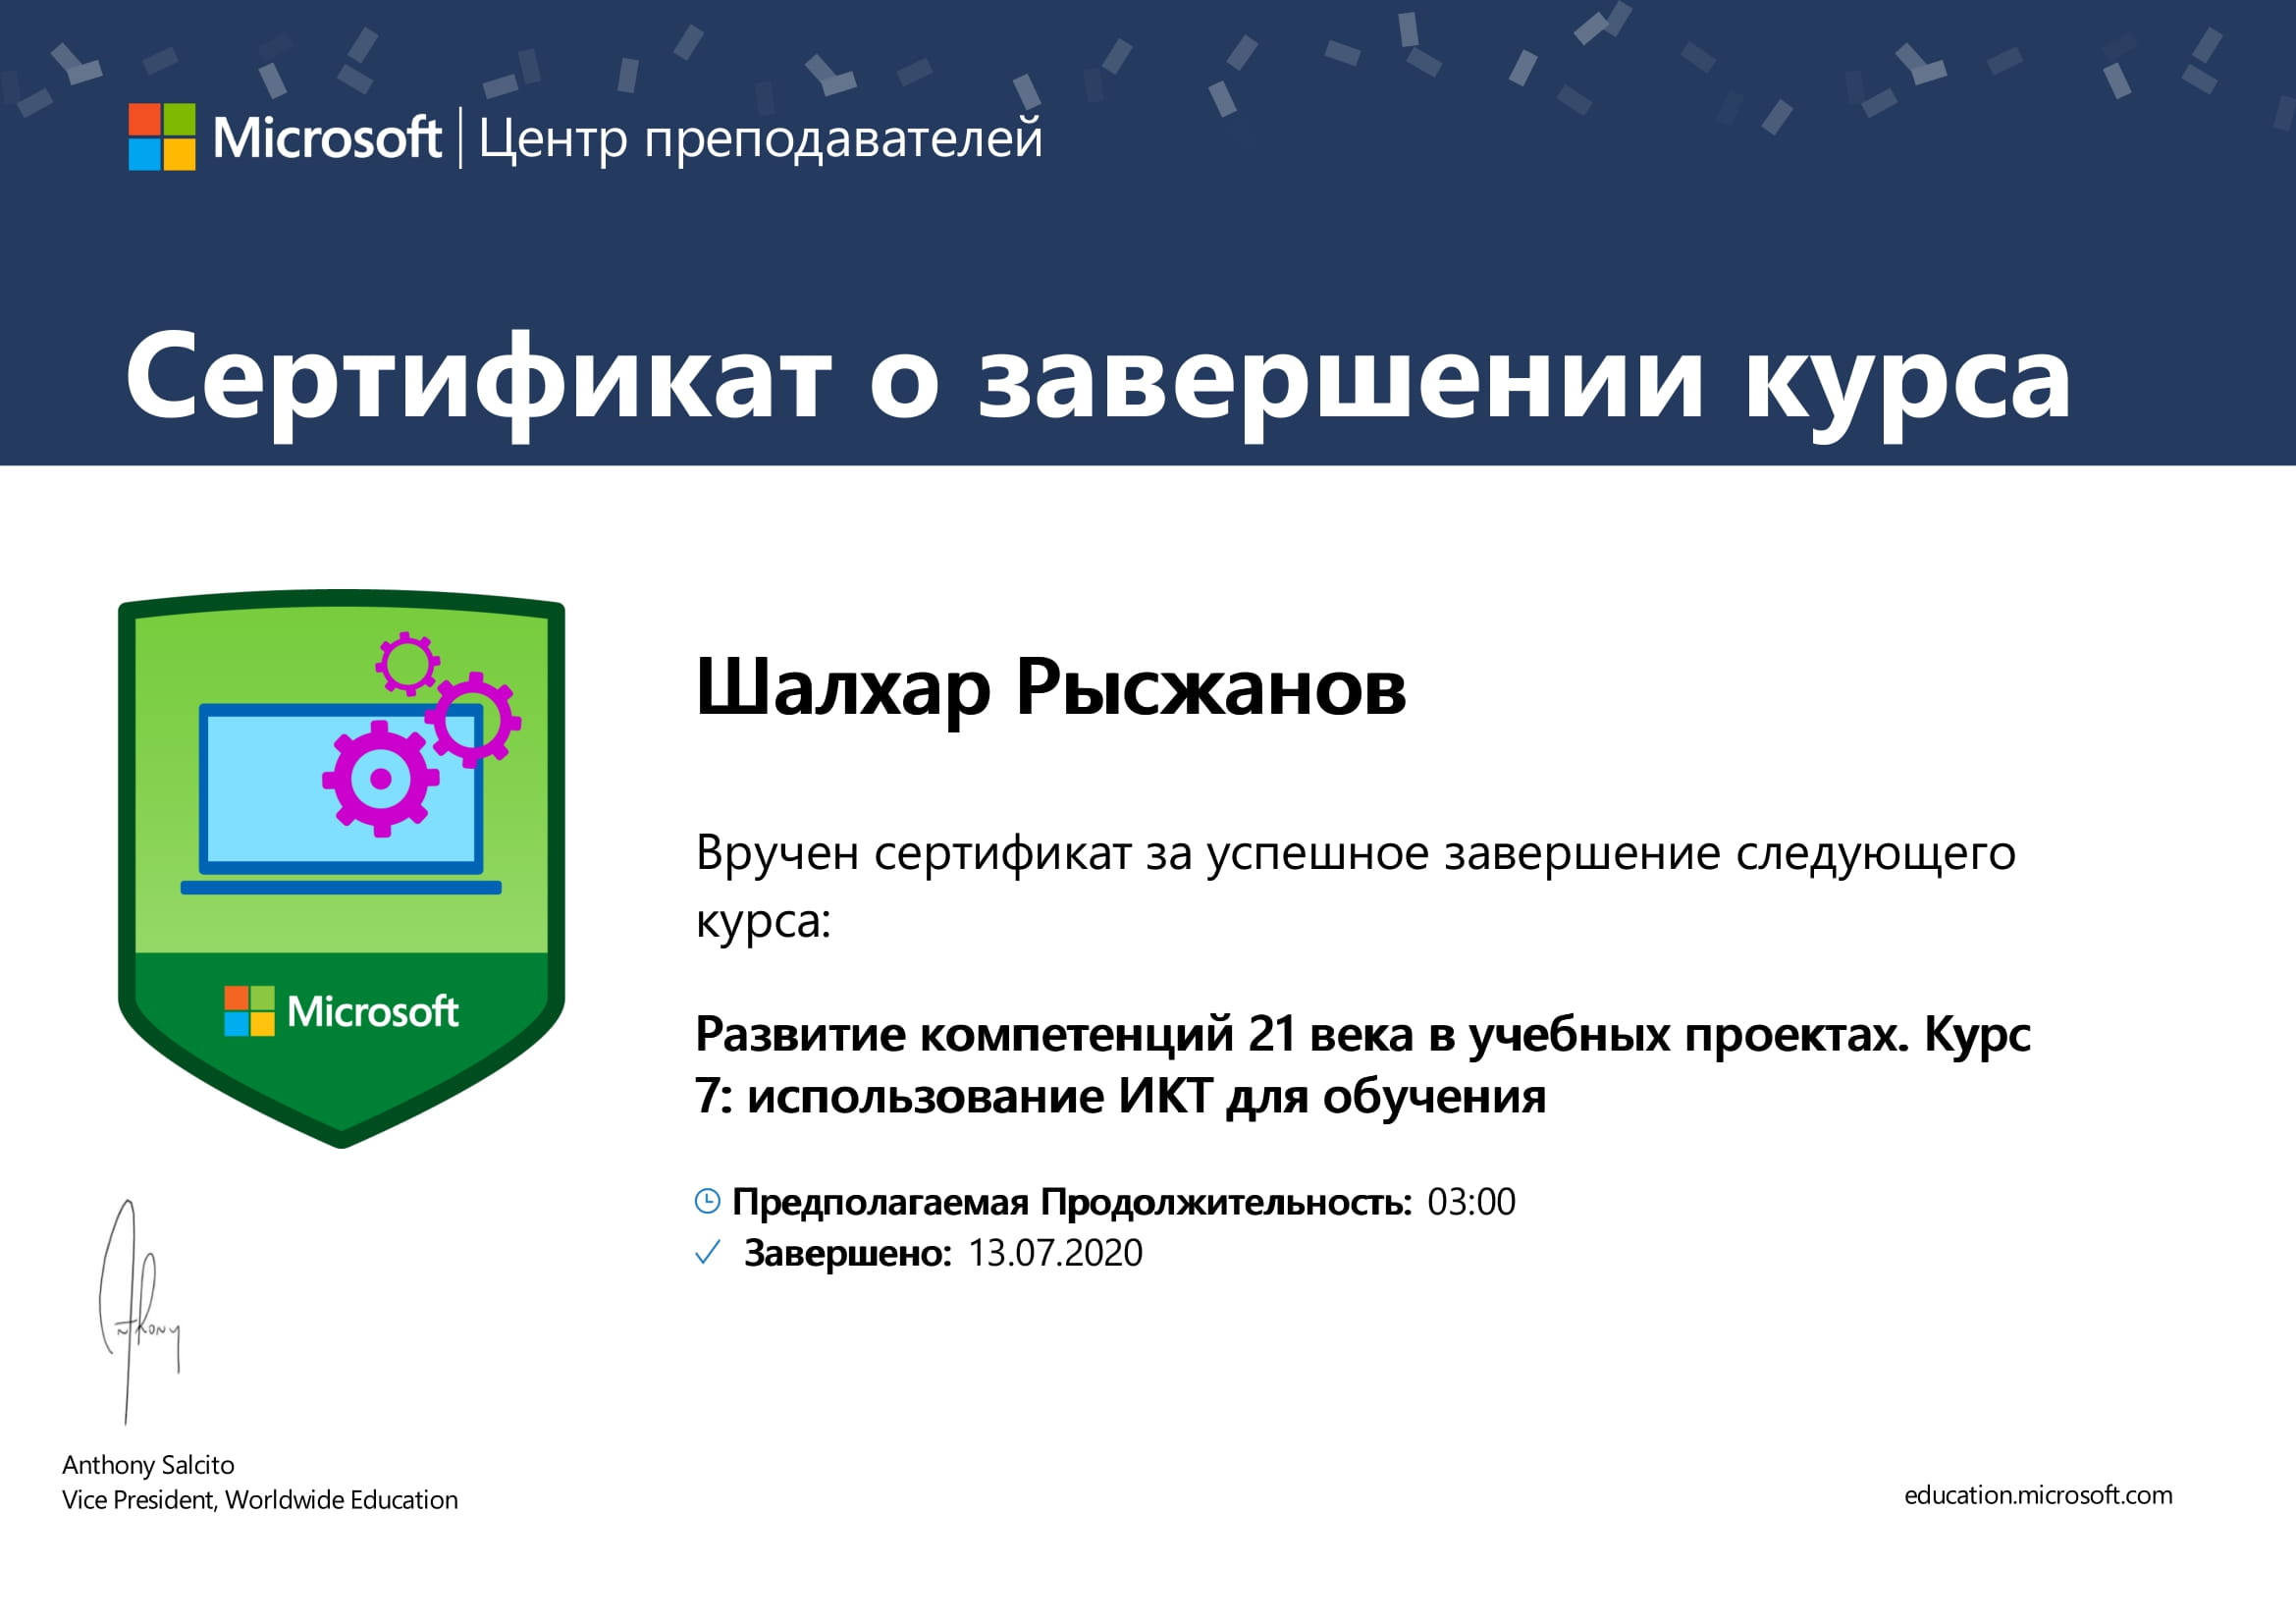 Microsoft | Центр преподавателей
Сертификат о завершении курса
Шалхар Рысжанов
Вручен сертификат за успешное завершение следующего
курса:
Развитие компетенций 21 века в учебных проектах. Курс
7: использование ИКТ для обучения
Microsoft
Предполагаемая Продолжительность: 03:00
Завершено: 13.07.2020
Anthony
Anthony Salcito
Vice President, Worldwide Education
education.microsoft.com